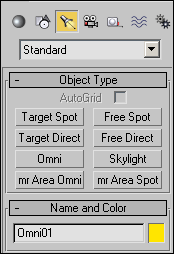 Standard
- Object Type
AutoGrid
Target Spot Free Spot
Target Direct Free Direct
Omni Skylight
mr Area Omni mr Area Spot
- Name and Color
Omni01